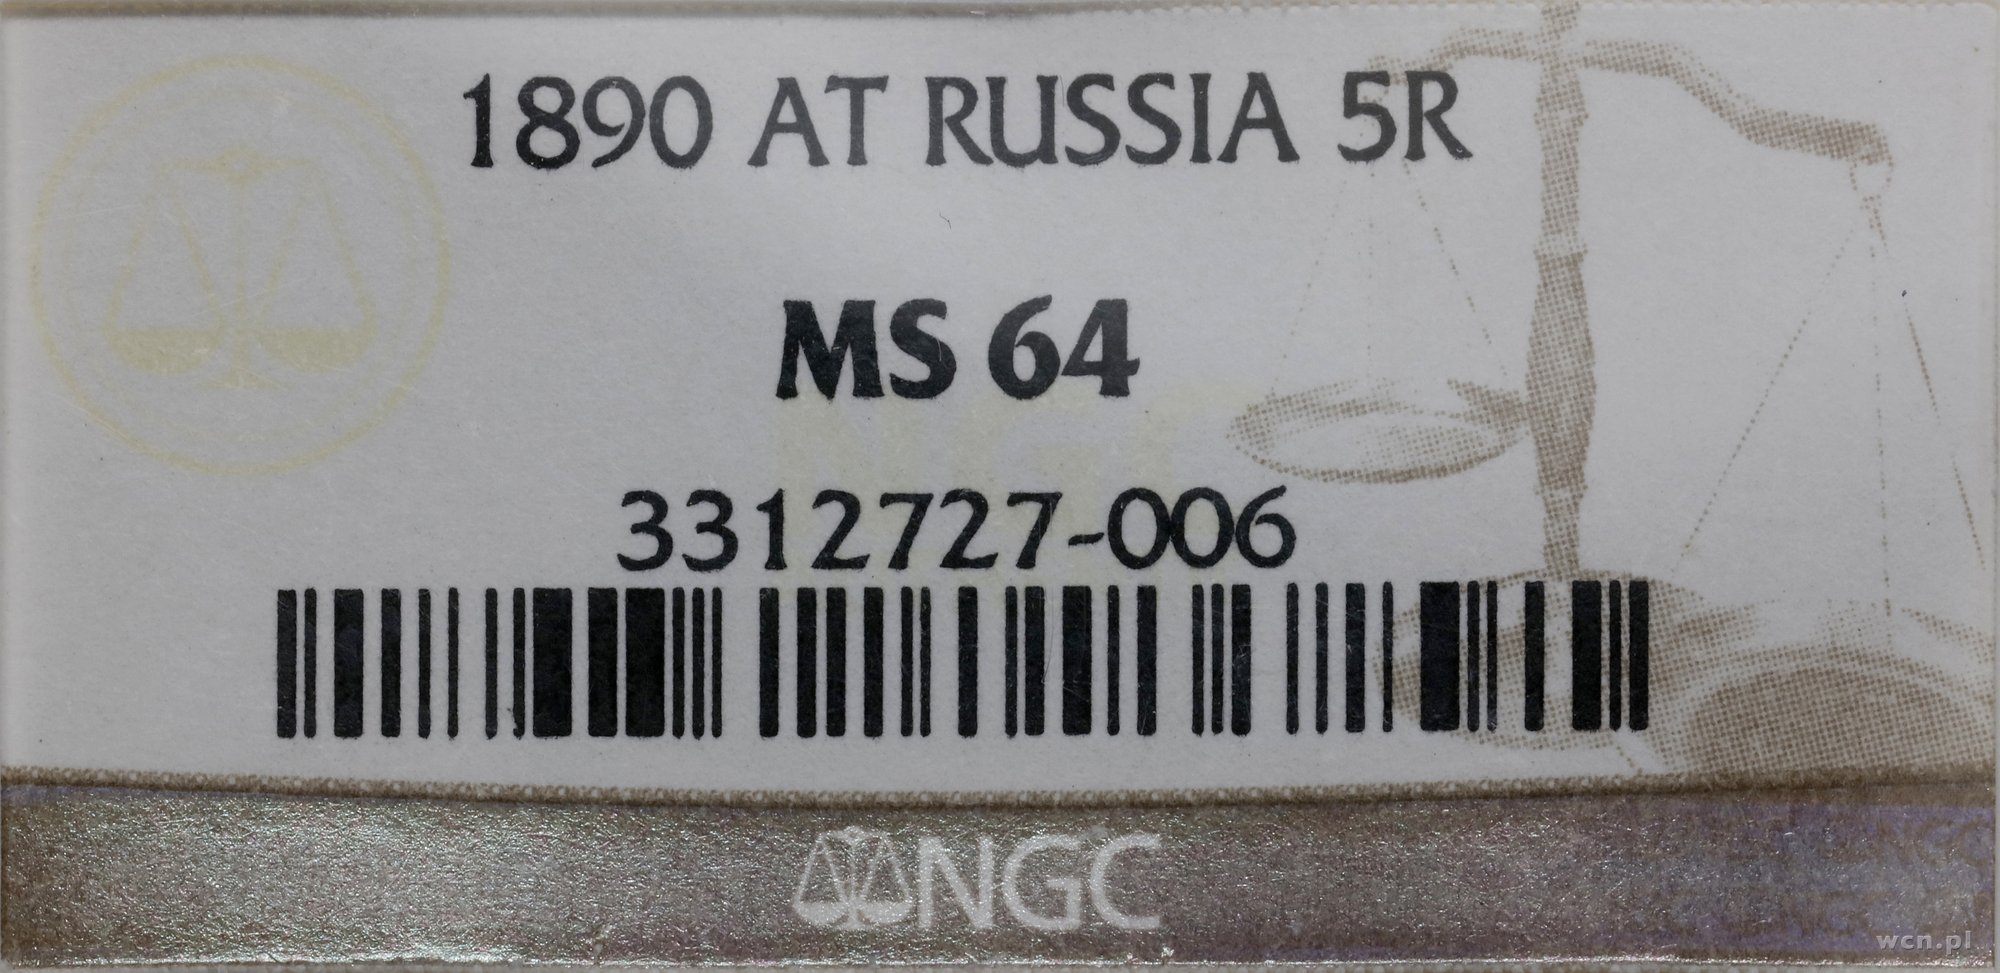 1890 AT RUSSIA 5R
MS 64
3312727-006
NGC
wcn.pl